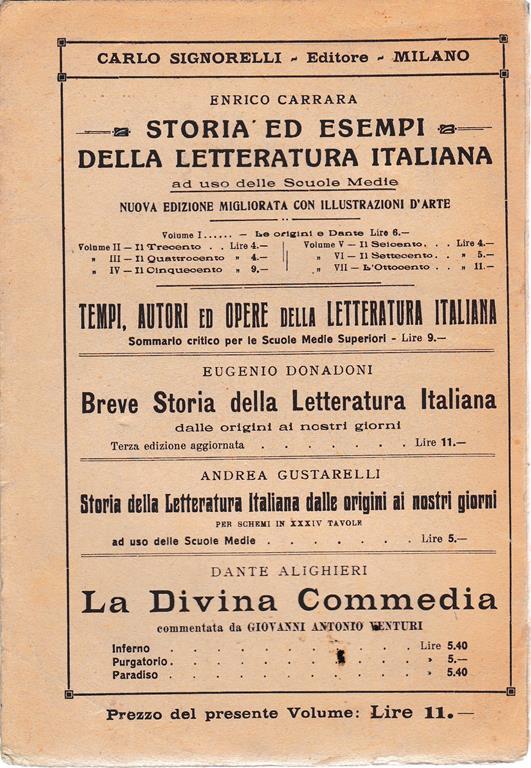 CARLO SIGNORELLI - Editore - MILANO
ENRICO CARRARA
STORIA ED ESEMPI
DELLA LETTERATURA ITALIANA
ad uso delle Scuole Medie
NUOVA EDIZIONE MIGLIORATA CON ILLUSTRAZIONI D'ARTE
Volume I...... — Le origini e Dante Lire 6.—
Volume II — Il Trecento . . Lire 4.— Volume V — Il Seicento. . . Lire 4.—
" III — Il Quattrocento " 4.— " VI — Il Settecento. . " 5.—
" IV — Il Cinquecento " 9.— " VII — L'Ottocento . . " 11.—
TEMPI, AUTORI ED OPERE DELLA LETTERATURA ITALIANA
Sommario critico per le Scuole Medie Superiori - Lire 9.—
EUGENIO DONADONI
Breve Storia della Letteratura Italiana
dalle origini ai nostri giorni
Terza edizione aggiornata . . . . . . . Lire 11.—
ANDREA GUSTARELLI
Storia della Letteratura Italiana dalle origini ai nostri giorni
PER SCHEMI IN XXXIV TAVOLE
ad uso delle Scuole Medie . . . . . . . Lire 5.—
DANTE ALIGHIERI
La Divina Commedia
commentata da GIOVANNI ANTONIO VENTURI
Inferno . . . . . . . . . . Lire 5.40
Purgatorio. . . . . . . . . . » 5.—
Paradiso . . . . . . . . . . » 5.40
Prezzo del presente Volume: Lire 11.—